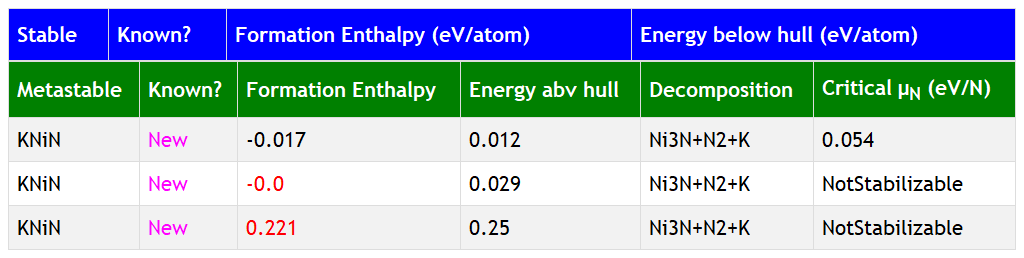 Stable Known? Formation Enthalpy (eV/atom) Energy below hull (eV/atom)
Metastable Known? Formation Enthalpy Energy abv hull Decomposition Critical μN (eV/N)
KNiN New -0.017 0.012 Ni3N+N2+K 0.054
KNiN New -0.0 0.029 Ni3N+N2+K NotStabilizable
KNiN New 0.221 0.25 Ni3N+N2+K NotStabilizable